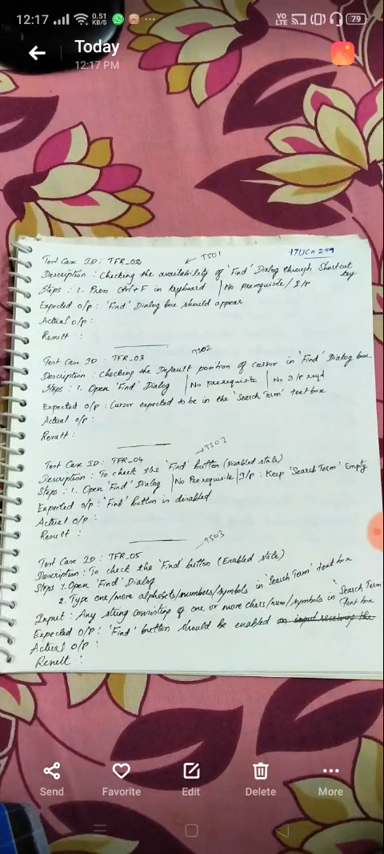 12:17
0.51
KB/S
VO
LTE
79
Today
12:17 PM
17UCA299
Test Case ID: TFR_02 TS01
Description: Checking the availability of 'Find' Dialog through Shortcut key
Steps: 1. Press Ctrl+F in keyboard | No prerequisite / I/P
Expected o/p: 'Find' Dialog box should appear
Actual o/p:
Result:
Test Case ID: TFR_03 TS02
Description: Checking the Default position of cursor in 'Find' Dialog box
Steps: 1. Open 'Find' Dialog | No prerequisite | No I/P reqd
Expected o/p: Cursor expected to be in the 'Search Term' text box
Actual o/p:
Result:
Test Case ID: TFR_04
Description: To check the 'Find' button (Disabled state)
Steps: 1. Open 'Find' Dialog | No Prerequisite | I/p: Keep 'Search Term' Empty
Expected o/p: 'Find' button is disabled
Actual o/p:
Result:
Test Case ID: TFR_05 TS03
Description: To check the 'Find' button (Enabled state)
Steps 1. Open 'Find' Dialog
2. Type one/more alphabets/numbers/symbols in 'Search Term' text box
Input: Any string consisting of one or more chars/num/symbols in 'Search Term' text box
Expected o/p: 'Find' button should be enabled
Actual o/p:
Result:
Send
Favorite
Edit
Delete
More